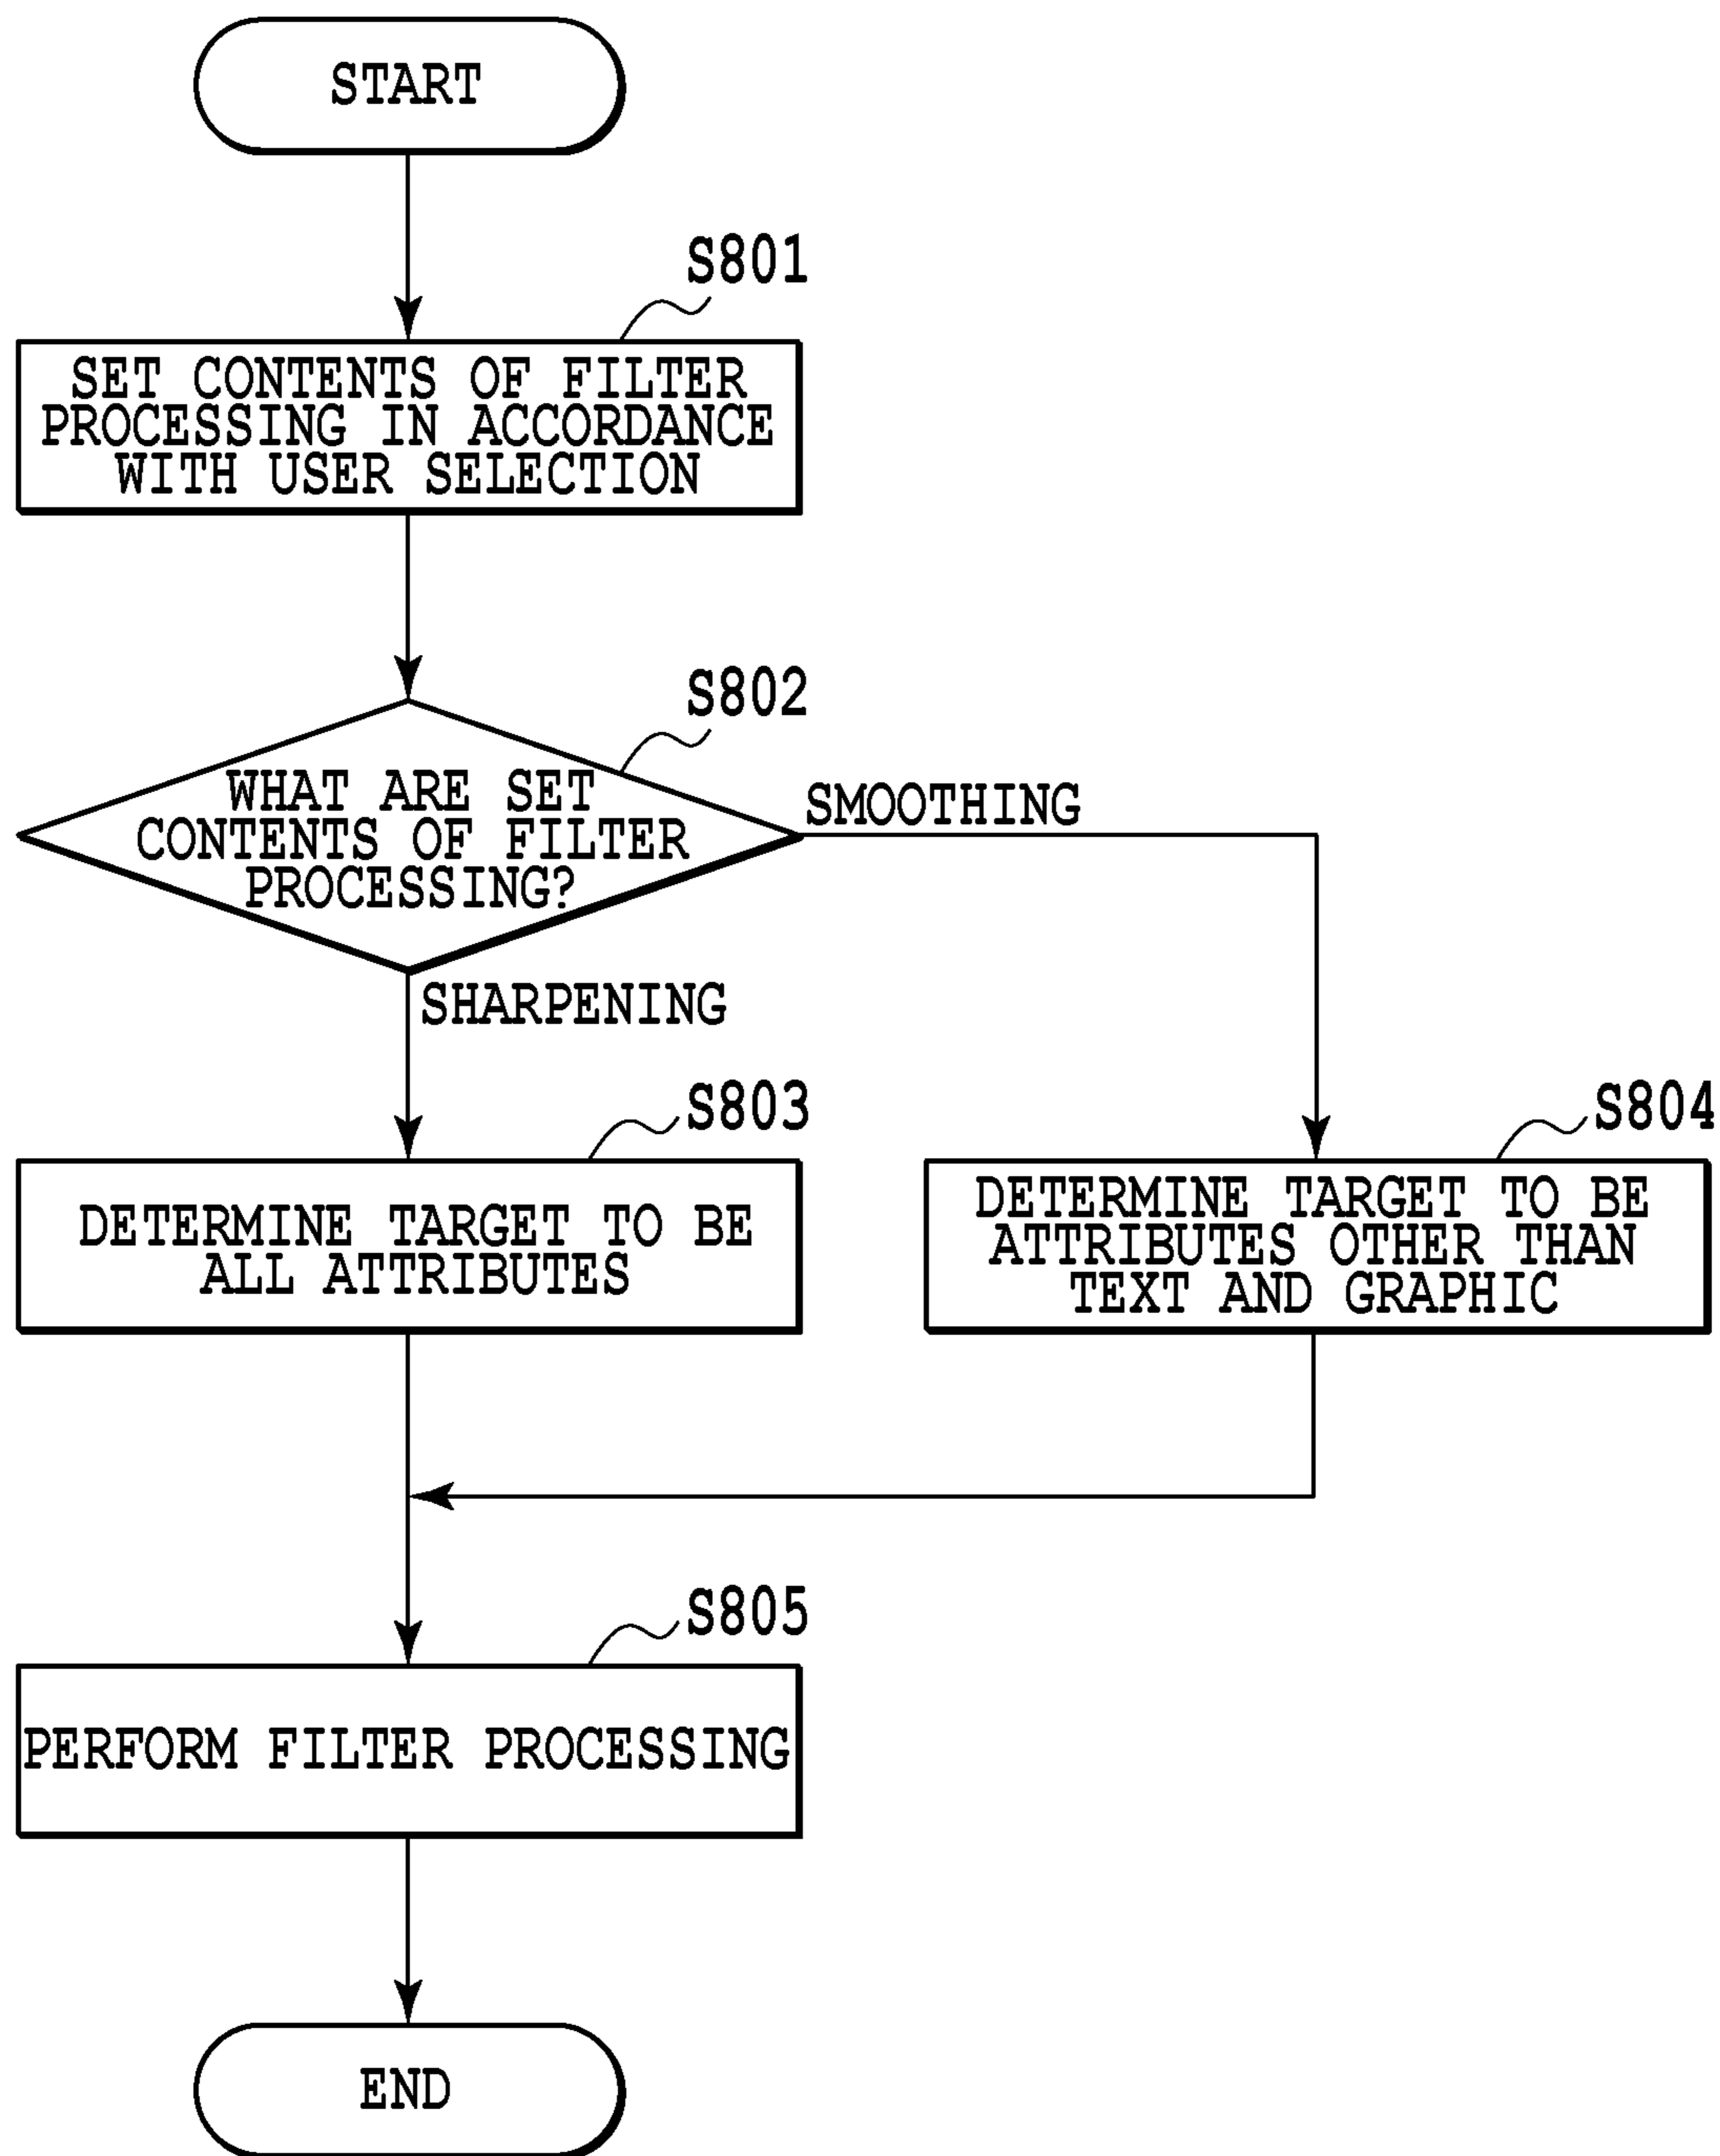 START
S801
SET CONTENTS OF FILTER
PROCESSING IN ACCORDANCE
WITH USER SELECTION
S802
WHAT ARE SET
CONTENTS OF FILTER
PROCESSING?
SMOOTHING
SHARPENING
S803
DETERMINE TARGET TO BE
ALL ATTRIBUTES
S804
DETERMINE TARGET TO BE
ATTRIBUTES OTHER THAN
TEXT AND GRAPHIC
S805
PERFORM FILTER PROCESSING
END